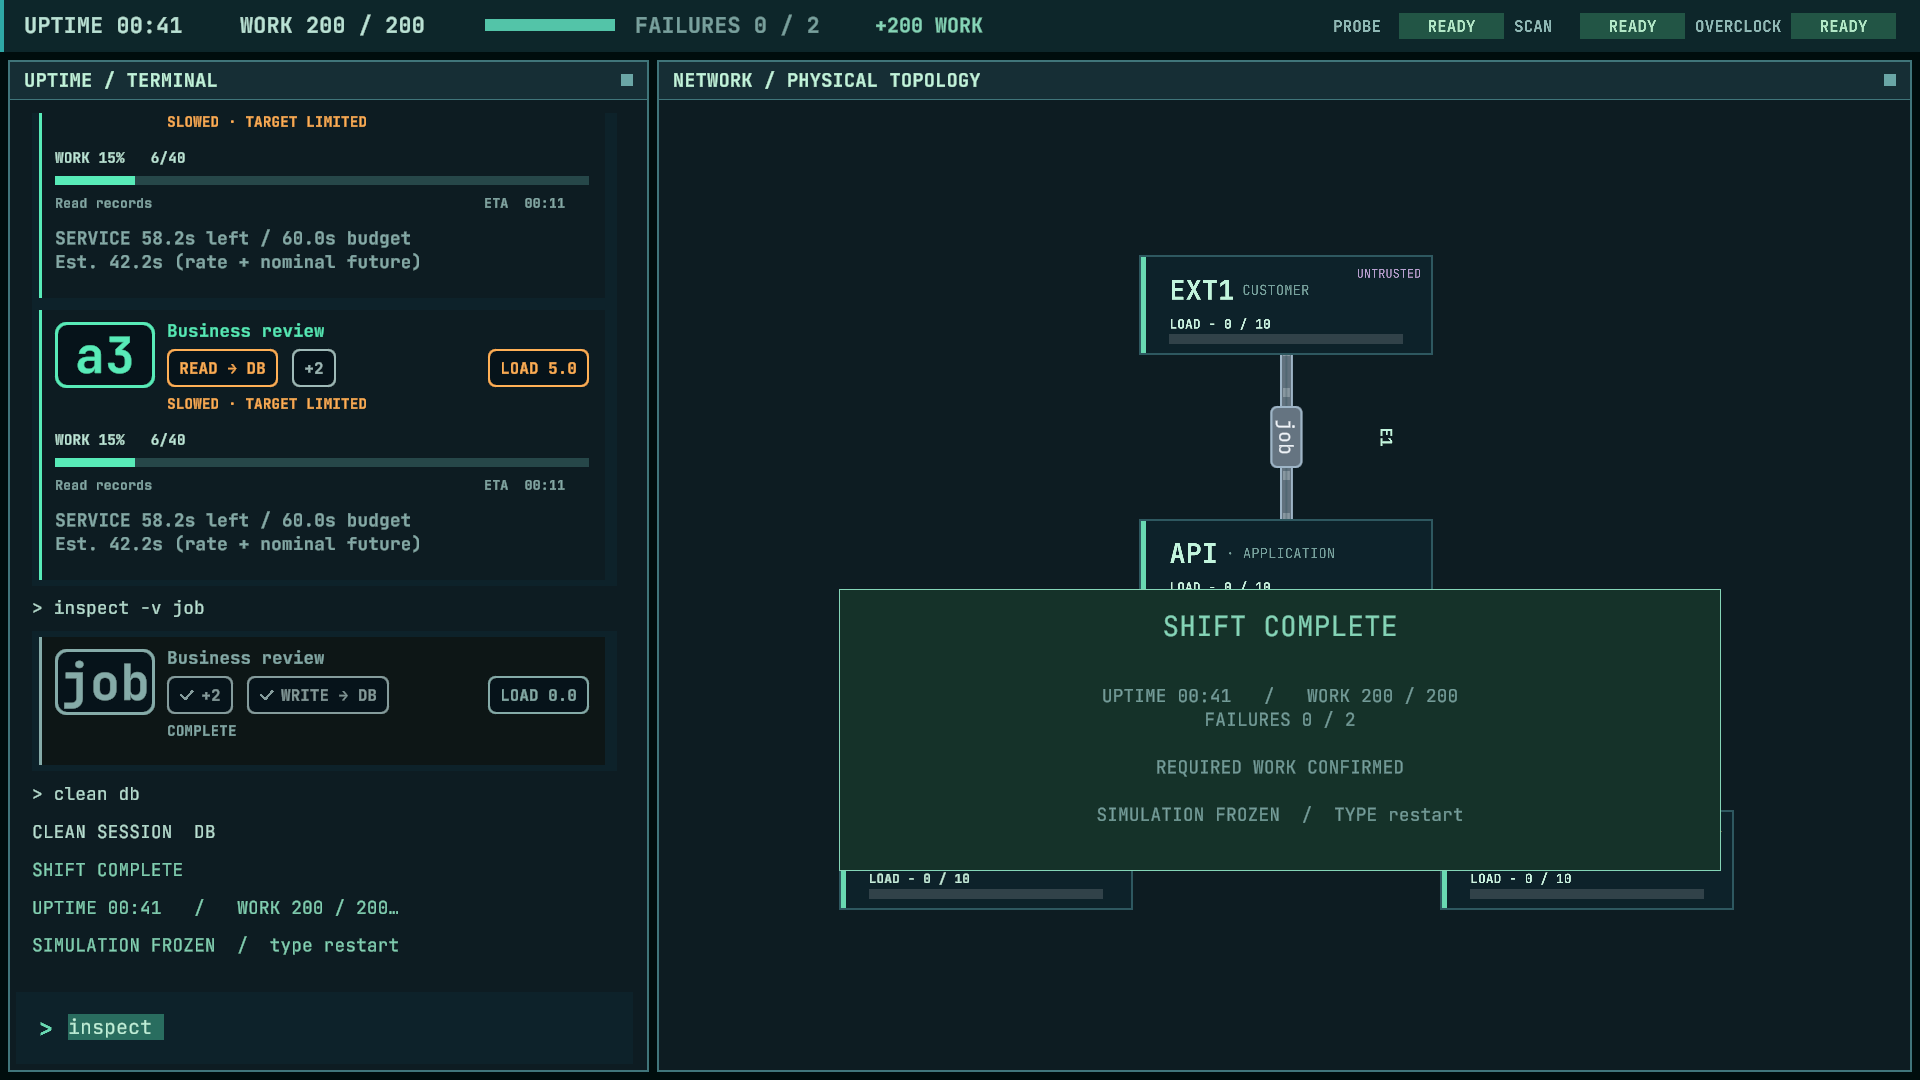 UPTIME 00:41 WORK 200 / 200 FAILURES 0 / 2 +200 WORK PROBE READY SCAN READY OVERCLOCK READY
UPTIME / TERMINAL
SLOWED · TARGET LIMITED
WORK 15% 6/40
Read records ETA 00:11
SERVICE 58.2s left / 60.0s budget
Est. 42.2s (rate + nominal future)
a3 Business review
READ → DB +2 LOAD 5.0
SLOWED · TARGET LIMITED
WORK 15% 6/40
Read records ETA 00:11
SERVICE 58.2s left / 60.0s budget
Est. 42.2s (rate + nominal future)
> inspect -v job
job Business review
✓ +2 ✓ WRITE → DB LOAD 0.0
COMPLETE
> clean db
CLEAN SESSION DB
SHIFT COMPLETE
UPTIME 00:41 / WORK 200 / 200…
SIMULATION FROZEN / type restart
> inspect
NETWORK / PHYSICAL TOPOLOGY
UNTRUSTED
EXT1 CUSTOMER
LOAD - 0 / 10
job
E1
API · APPLICATION
LOAD - 0 / 10
SHIFT COMPLETE
UPTIME 00:41 / WORK 200 / 200
FAILURES 0 / 2
REQUIRED WORK CONFIRMED
SIMULATION FROZEN / TYPE restart
LOAD - 0 / 10
LOAD - 0 / 10